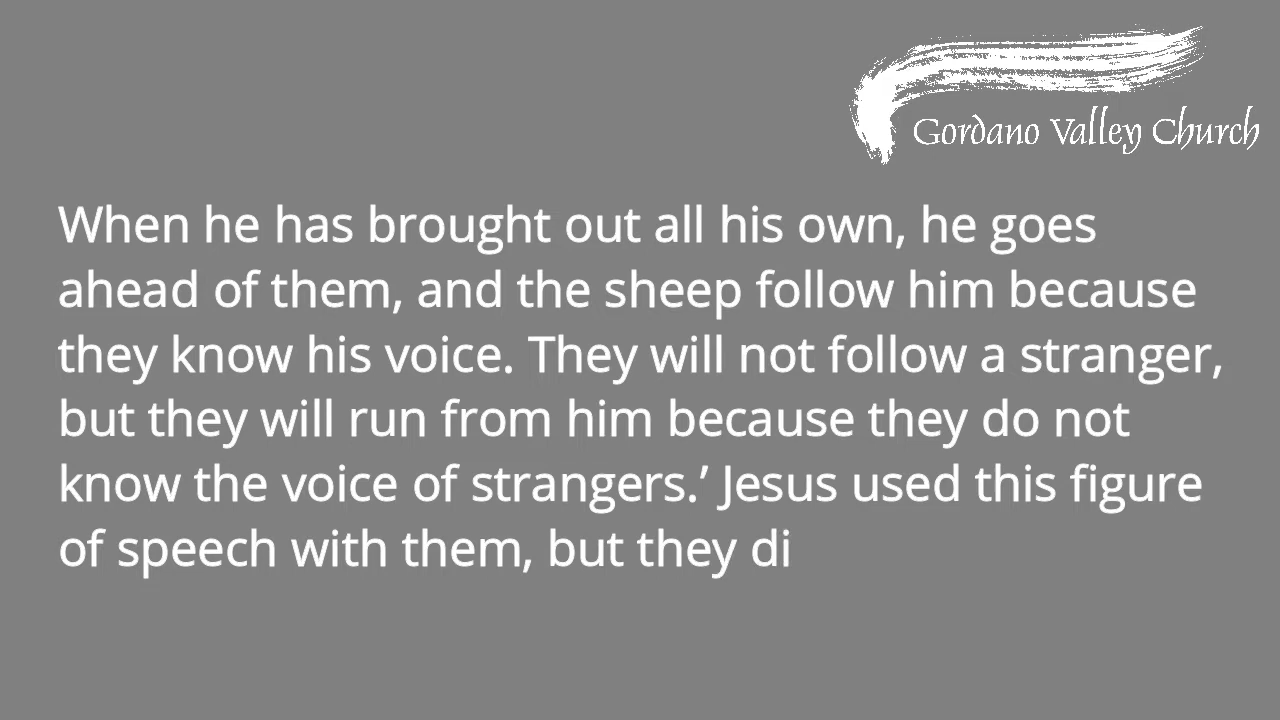 Gordano Valley Church
When he has brought out all his own, he goes
ahead of them, and the sheep follow him because
they know his voice. They will not follow a stranger,
but they will run from him because they do not
know the voice of strangers.’ Jesus used this figure
of speech with them, but they di